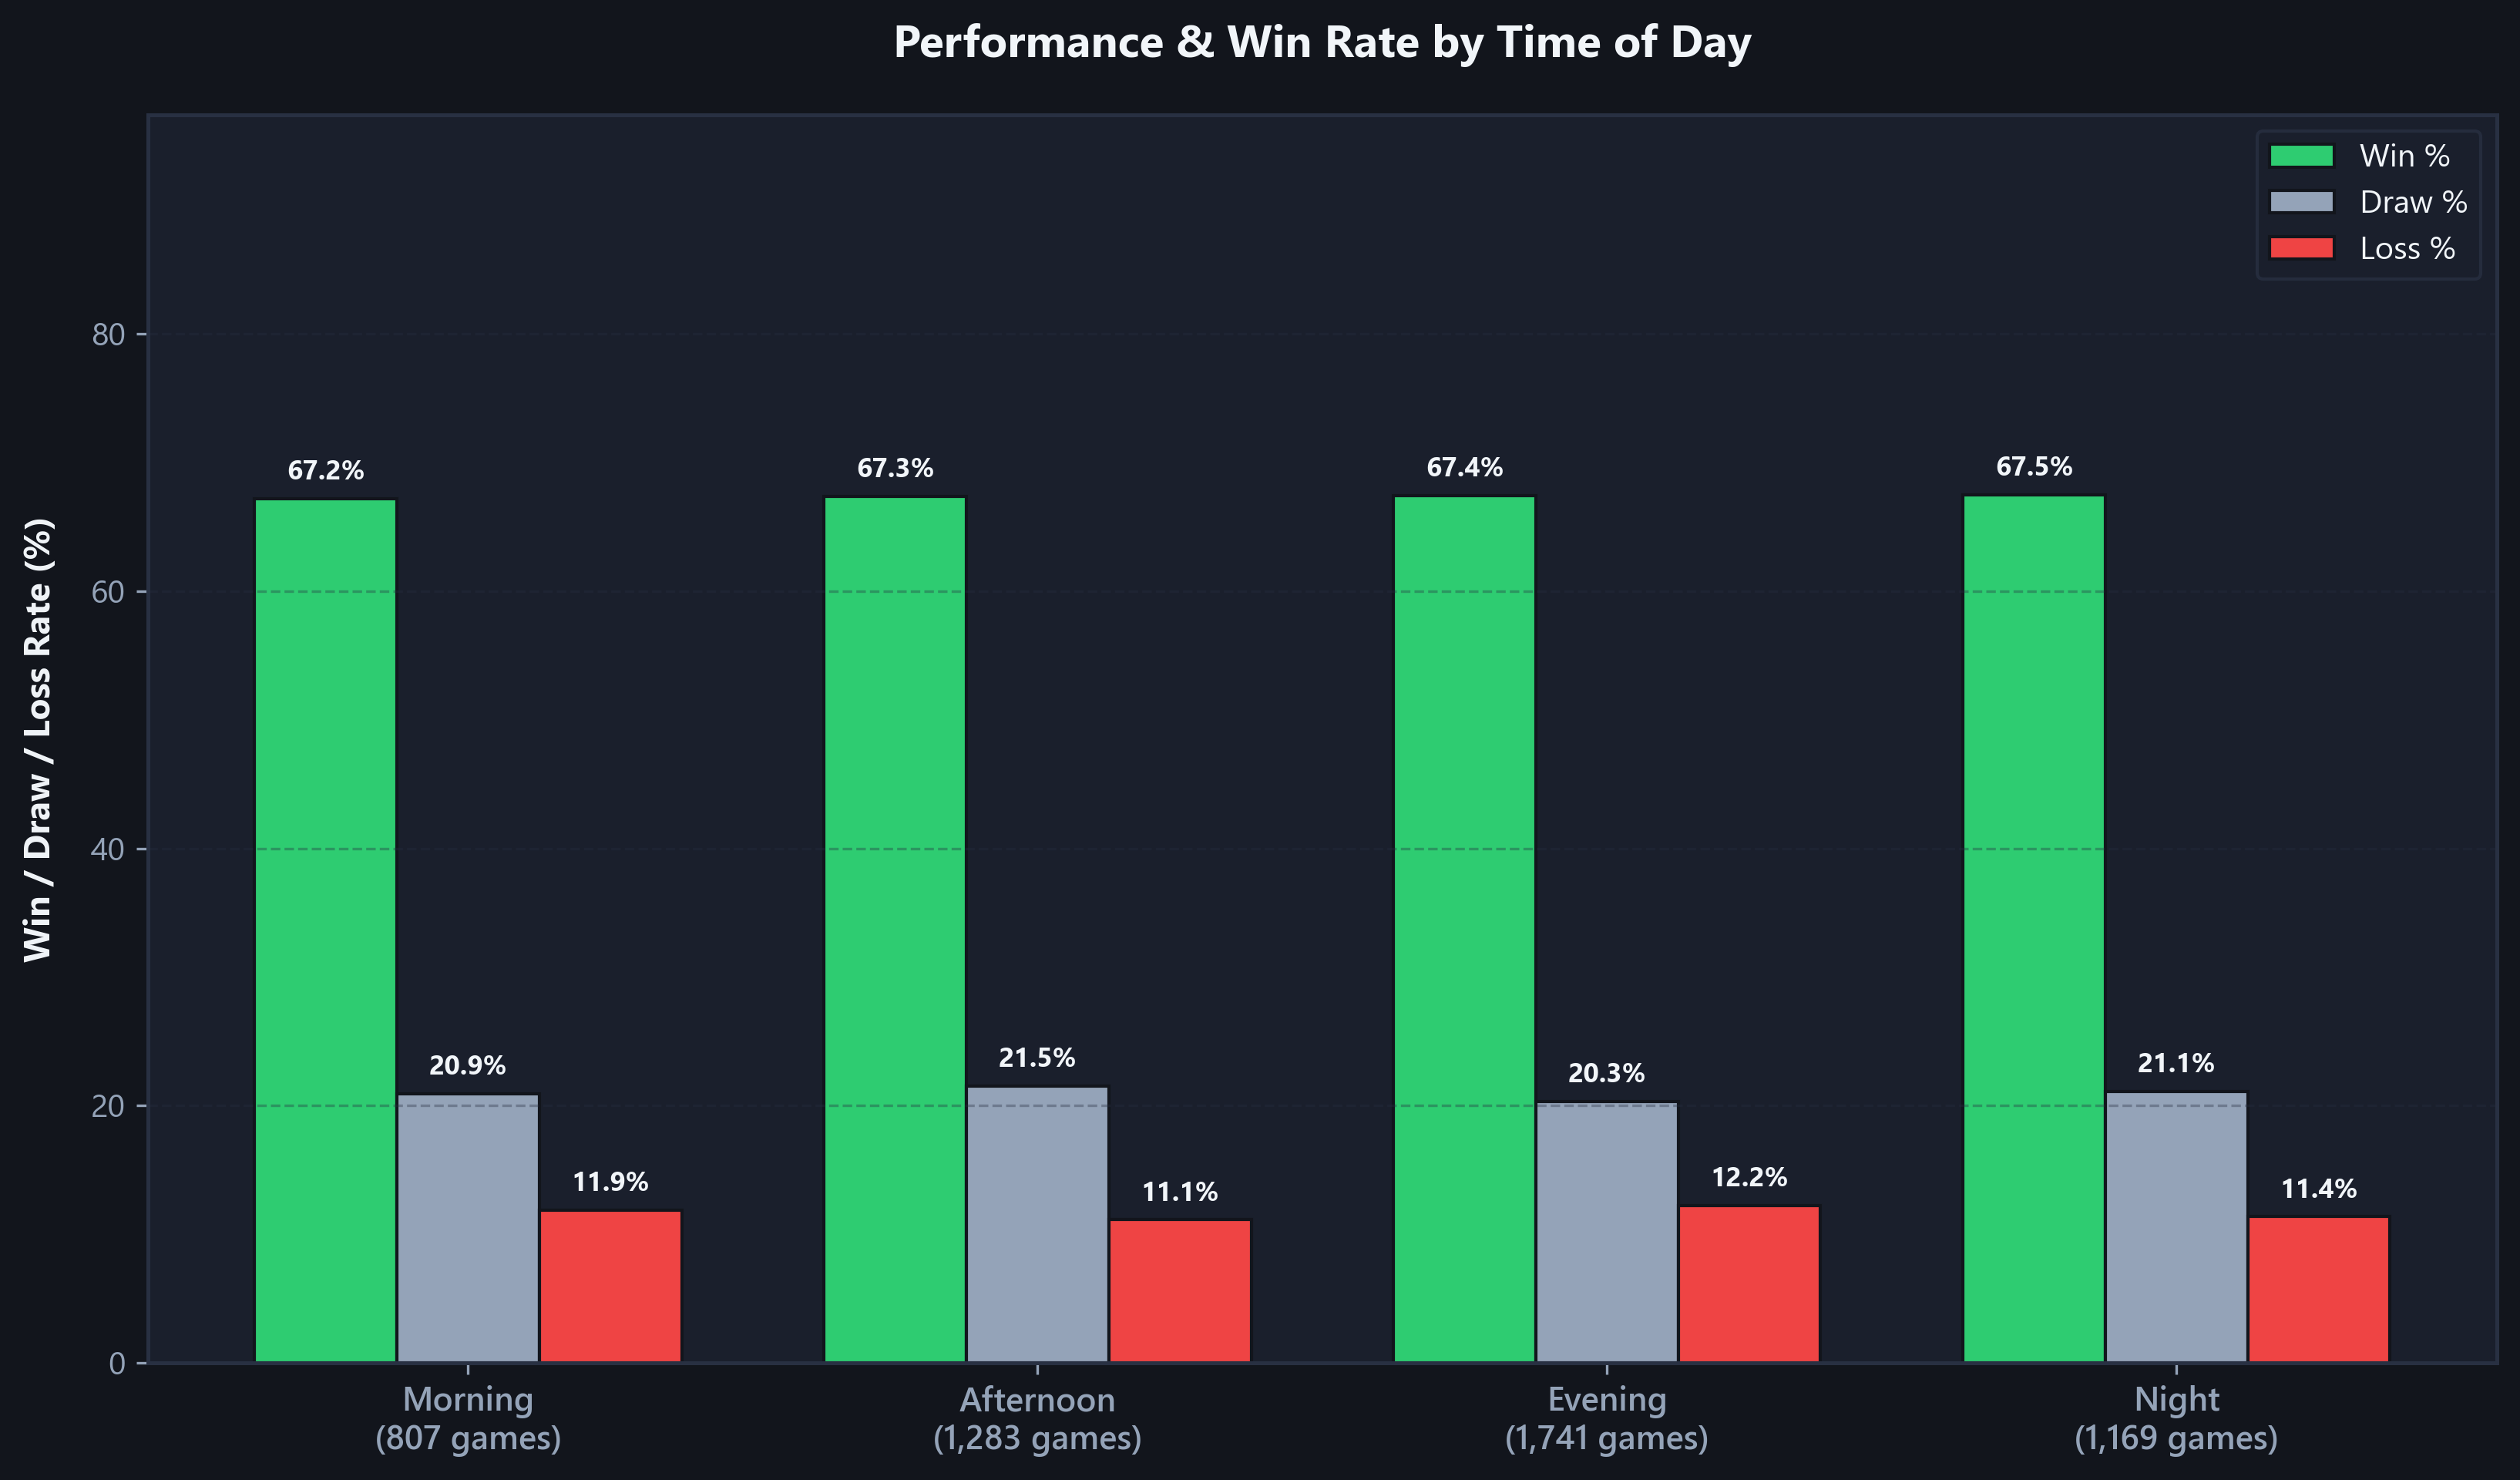 Performance & Win Rate by Time of Day
Win %
Draw %
Loss %
Win / Draw / Loss Rate (%)
80
60
40
20
0
67.2%
20.9%
11.9%
67.3%
21.5%
11.1%
67.4%
20.3%
12.2%
67.5%
21.1%
11.4%
Morning
(807 games)
Afternoon
(1,283 games)
Evening
(1,741 games)
Night
(1,169 games)